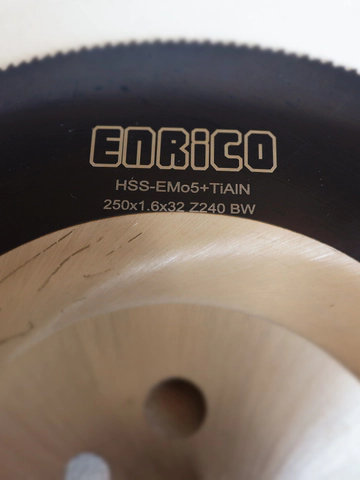 ENRiCO
HSS-EMo5+TiAlN
250x1.6x32 Z240 BW